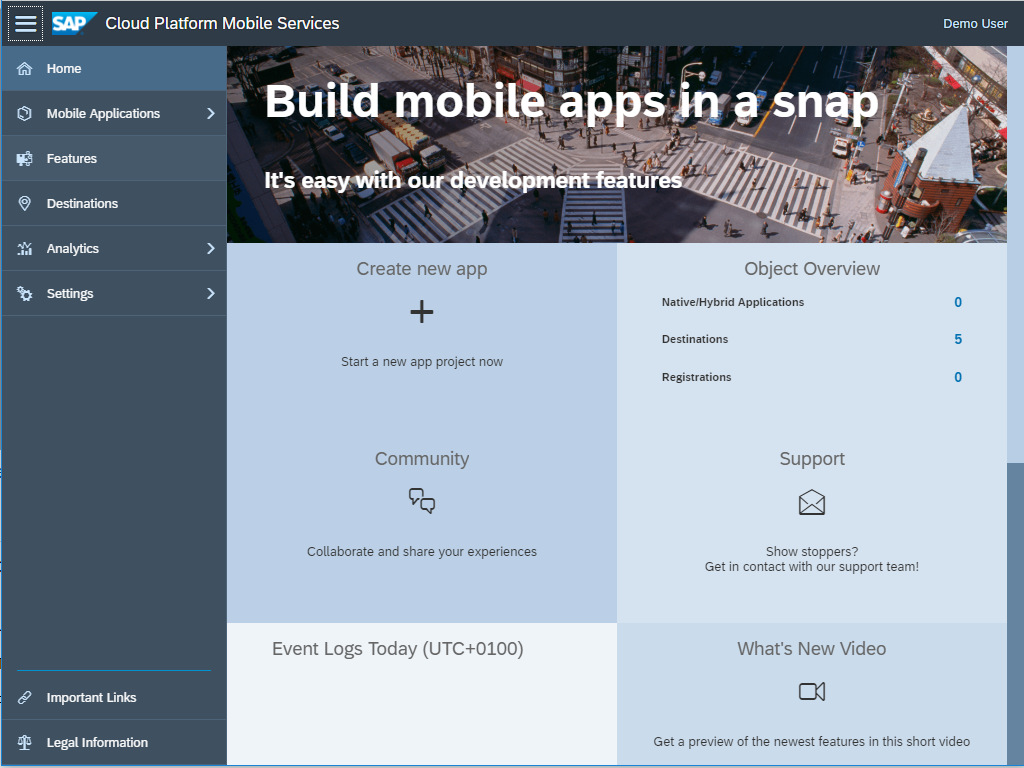 SAP Cloud Platform Mobile Services
Demo User
Home
Mobile Applications
Features
Destinations
Analytics
Settings
Important Links
Legal Information
Build mobile apps in a snap
It's easy with our development features
Create new app
Start a new app project now
Object Overview
Native/Hybrid Applications 0
Destinations 5
Registrations 0
Community
Collaborate and share your experiences
Support
Show stoppers?
Get in contact with our support team!
Event Logs Today (UTC+0100)
What's New Video
Get a preview of the newest features in this short video